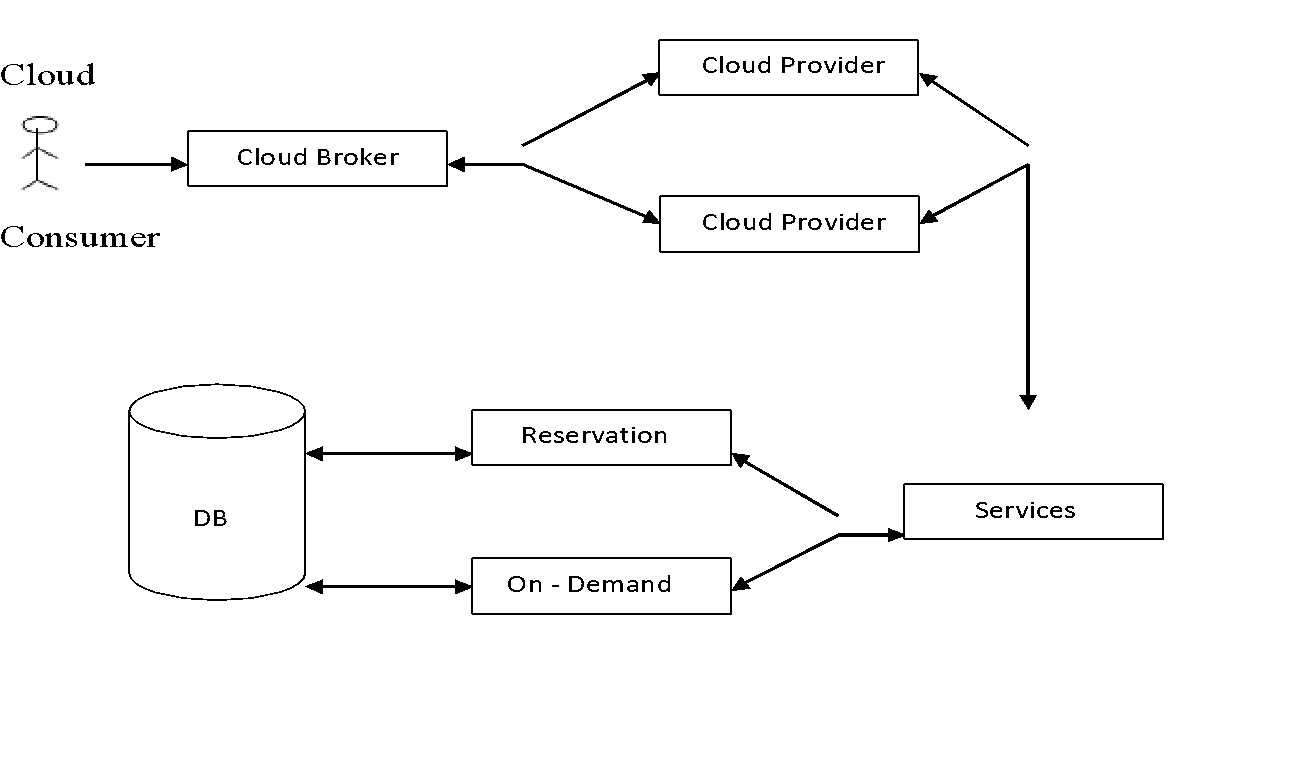 Cloud
Consumer
Cloud Broker
Cloud Provider
Cloud Provider
Reservation
DB
On - Demand
Services